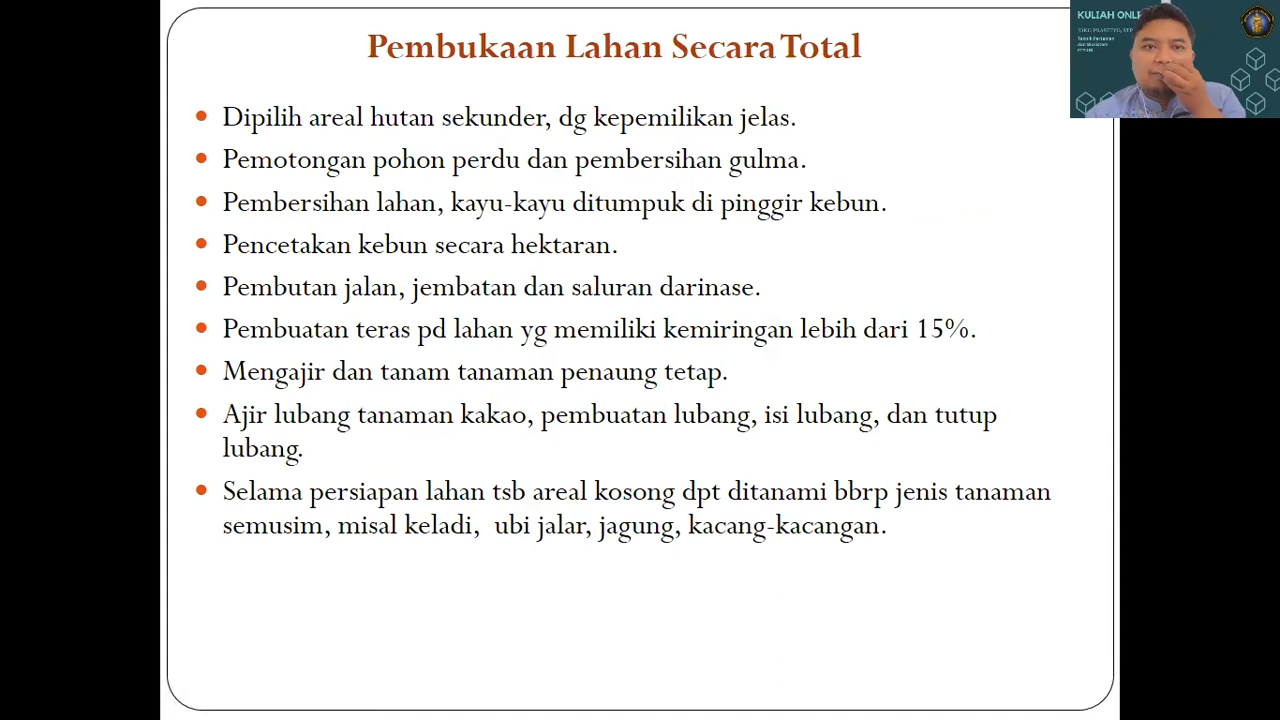 Pembukaan Lahan Secara Total
KULIAH ONL
• Dipilih areal hutan sekunder, dg kepemilikan jelas.
• Pemotongan pohon perdu dan pembersihan gulma.
• Pembersihan lahan, kayu-kayu ditumpuk di pinggir kebun.
• Pencetakan kebun secara hektaran.
• Pembutan jalan, jembatan dan saluran darinase.
• Pembuatan teras pd lahan yg memiliki kemiringan lebih dari 15%.
• Mengajir dan tanam tanaman penaung tetap.
• Ajir lubang tanaman kakao, pembuatan lubang, isi lubang, dan tutup
lubang.
• Selama persiapan lahan tsb areal kosong dpt ditanami bbrp jenis tanaman
semusim, misal keladi, ubi jalar, jagung, kacang-kacangan.